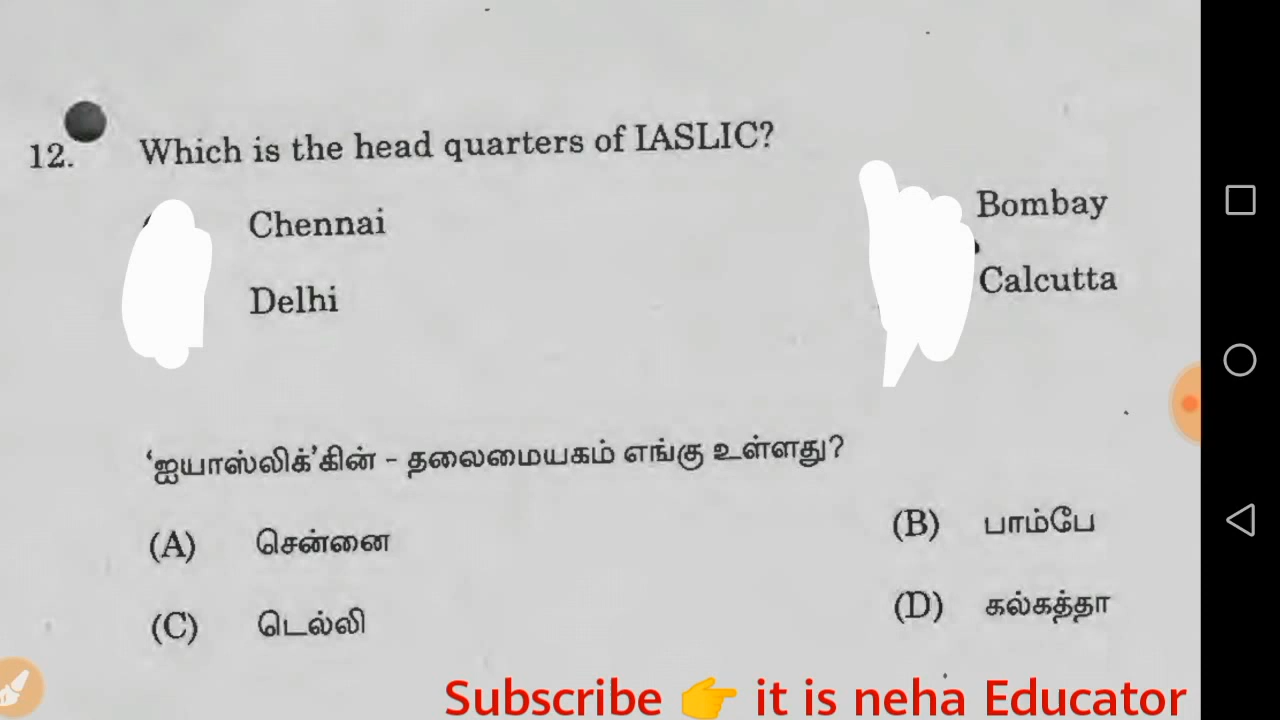 12. Which is the head quarters of IASLIC?
Chennai Bombay
Delhi Calcutta
‘ஐயாஸ்லிக்’கின் - தலைமையகம் எங்கு உள்ளது?
(A) சென்னை (B) பாம்பே
(C) டெல்லி (D) கல்கத்தா
Subscribe 👉 it is neha Educator